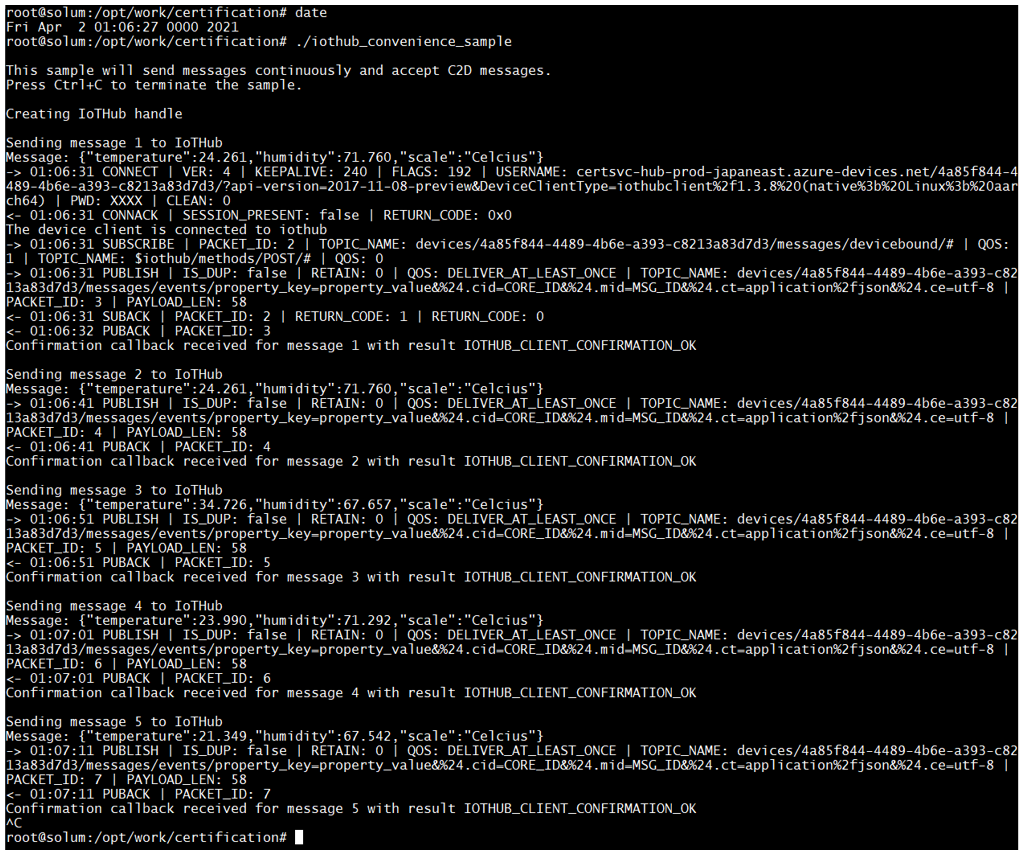 root@solum:/opt/work/certification# date
Fri Apr  2 01:06:27 0000 2021
root@solum:/opt/work/certification# ./iothub_convenience_sample
This sample will send messages continuously and accept C2D messages.
Press Ctrl+C to terminate the sample.
Creating IoTHub handle
Sending message 1 to IoTHub
Message: {"temperature":24.261,"humidity":71.760,"scale":"Celcius"}
-> 01:06:31 CONNECT | VER: 4 | KEEPALIVE: 240 | FLAGS: 192 | USERNAME: certsvc-hub-prod-japaneast.azure-devices.net/4a85f844-4
489-4b6e-a393-c8213a83d7d3/?api-version=2017-11-08-preview&DeviceClientType=iothubclient%2f1.3.8%20(native%3b%20Linux%3b%20aar
ch64) | PWD: XXXX | CLEAN: 0
<- 01:06:31 CONNACK | SESSION_PRESENT: false | RETURN_CODE: 0x0
The device client is connected to iothub
-> 01:06:31 SUBSCRIBE | PACKET_ID: 2 | TOPIC_NAME: devices/4a85f844-4489-4b6e-a393-c8213a83d7d3/messages/devicebound/# | QOS:
1 | TOPIC_NAME: $iothub/methods/POST/# | QOS: 0
-> 01:06:31 PUBLISH | IS_DUP: false | RETAIN: 0 | QOS: DELIVER_AT_LEAST_ONCE | TOPIC_NAME: devices/4a85f844-4489-4b6e-a393-c82
13a83d7d3/messages/events/property_key=property_value&%24.cid=CORE_ID&%24.mid=MSG_ID&%24.ct=application%2fjson&%24.ce=utf-8 |
PACKET_ID: 3 | PAYLOAD_LEN: 58
<- 01:06:31 SUBACK | PACKET_ID: 2 | RETURN_CODE: 1 | RETURN_CODE: 0
<- 01:06:32 PUBACK | PACKET_ID: 3
Confirmation callback received for message 1 with result IOTHUB_CLIENT_CONFIRMATION_OK
Sending message 2 to IoTHub
Message: {"temperature":24.261,"humidity":71.760,"scale":"Celcius"}
-> 01:06:41 PUBLISH | IS_DUP: false | RETAIN: 0 | QOS: DELIVER_AT_LEAST_ONCE | TOPIC_NAME: devices/4a85f844-4489-4b6e-a393-c82
13a83d7d3/messages/events/property_key=property_value&%24.cid=CORE_ID&%24.mid=MSG_ID&%24.ct=application%2fjson&%24.ce=utf-8 |
PACKET_ID: 4 | PAYLOAD_LEN: 58
<- 01:06:41 PUBACK | PACKET_ID: 4
Confirmation callback received for message 2 with result IOTHUB_CLIENT_CONFIRMATION_OK
Sending message 3 to IoTHub
Message: {"temperature":34.726,"humidity":67.657,"scale":"Celcius"}
-> 01:06:51 PUBLISH | IS_DUP: false | RETAIN: 0 | QOS: DELIVER_AT_LEAST_ONCE | TOPIC_NAME: devices/4a85f844-4489-4b6e-a393-c82
13a83d7d3/messages/events/property_key=property_value&%24.cid=CORE_ID&%24.mid=MSG_ID&%24.ct=application%2fjson&%24.ce=utf-8 |
PACKET_ID: 5 | PAYLOAD_LEN: 58
<- 01:06:51 PUBACK | PACKET_ID: 5
Confirmation callback received for message 3 with result IOTHUB_CLIENT_CONFIRMATION_OK
Sending message 4 to IoTHub
Message: {"temperature":23.990,"humidity":71.292,"scale":"Celcius"}
-> 01:07:01 PUBLISH | IS_DUP: false | RETAIN: 0 | QOS: DELIVER_AT_LEAST_ONCE | TOPIC_NAME: devices/4a85f844-4489-4b6e-a393-c82
13a83d7d3/messages/events/property_key=property_value&%24.cid=CORE_ID&%24.mid=MSG_ID&%24.ct=application%2fjson&%24.ce=utf-8 |
PACKET_ID: 6 | PAYLOAD_LEN: 58
<- 01:07:01 PUBACK | PACKET_ID: 6
Confirmation callback received for message 4 with result IOTHUB_CLIENT_CONFIRMATION_OK
Sending message 5 to IoTHub
Message: {"temperature":21.349,"humidity":67.542,"scale":"Celcius"}
-> 01:07:11 PUBLISH | IS_DUP: false | RETAIN: 0 | QOS: DELIVER_AT_LEAST_ONCE | TOPIC_NAME: devices/4a85f844-4489-4b6e-a393-c82
13a83d7d3/messages/events/property_key=property_value&%24.cid=CORE_ID&%24.mid=MSG_ID&%24.ct=application%2fjson&%24.ce=utf-8 |
PACKET_ID: 7 | PAYLOAD_LEN: 58
<- 01:07:11 PUBACK | PACKET_ID: 7
Confirmation callback received for message 5 with result IOTHUB_CLIENT_CONFIRMATION_OK
^C
root@solum:/opt/work/certification#